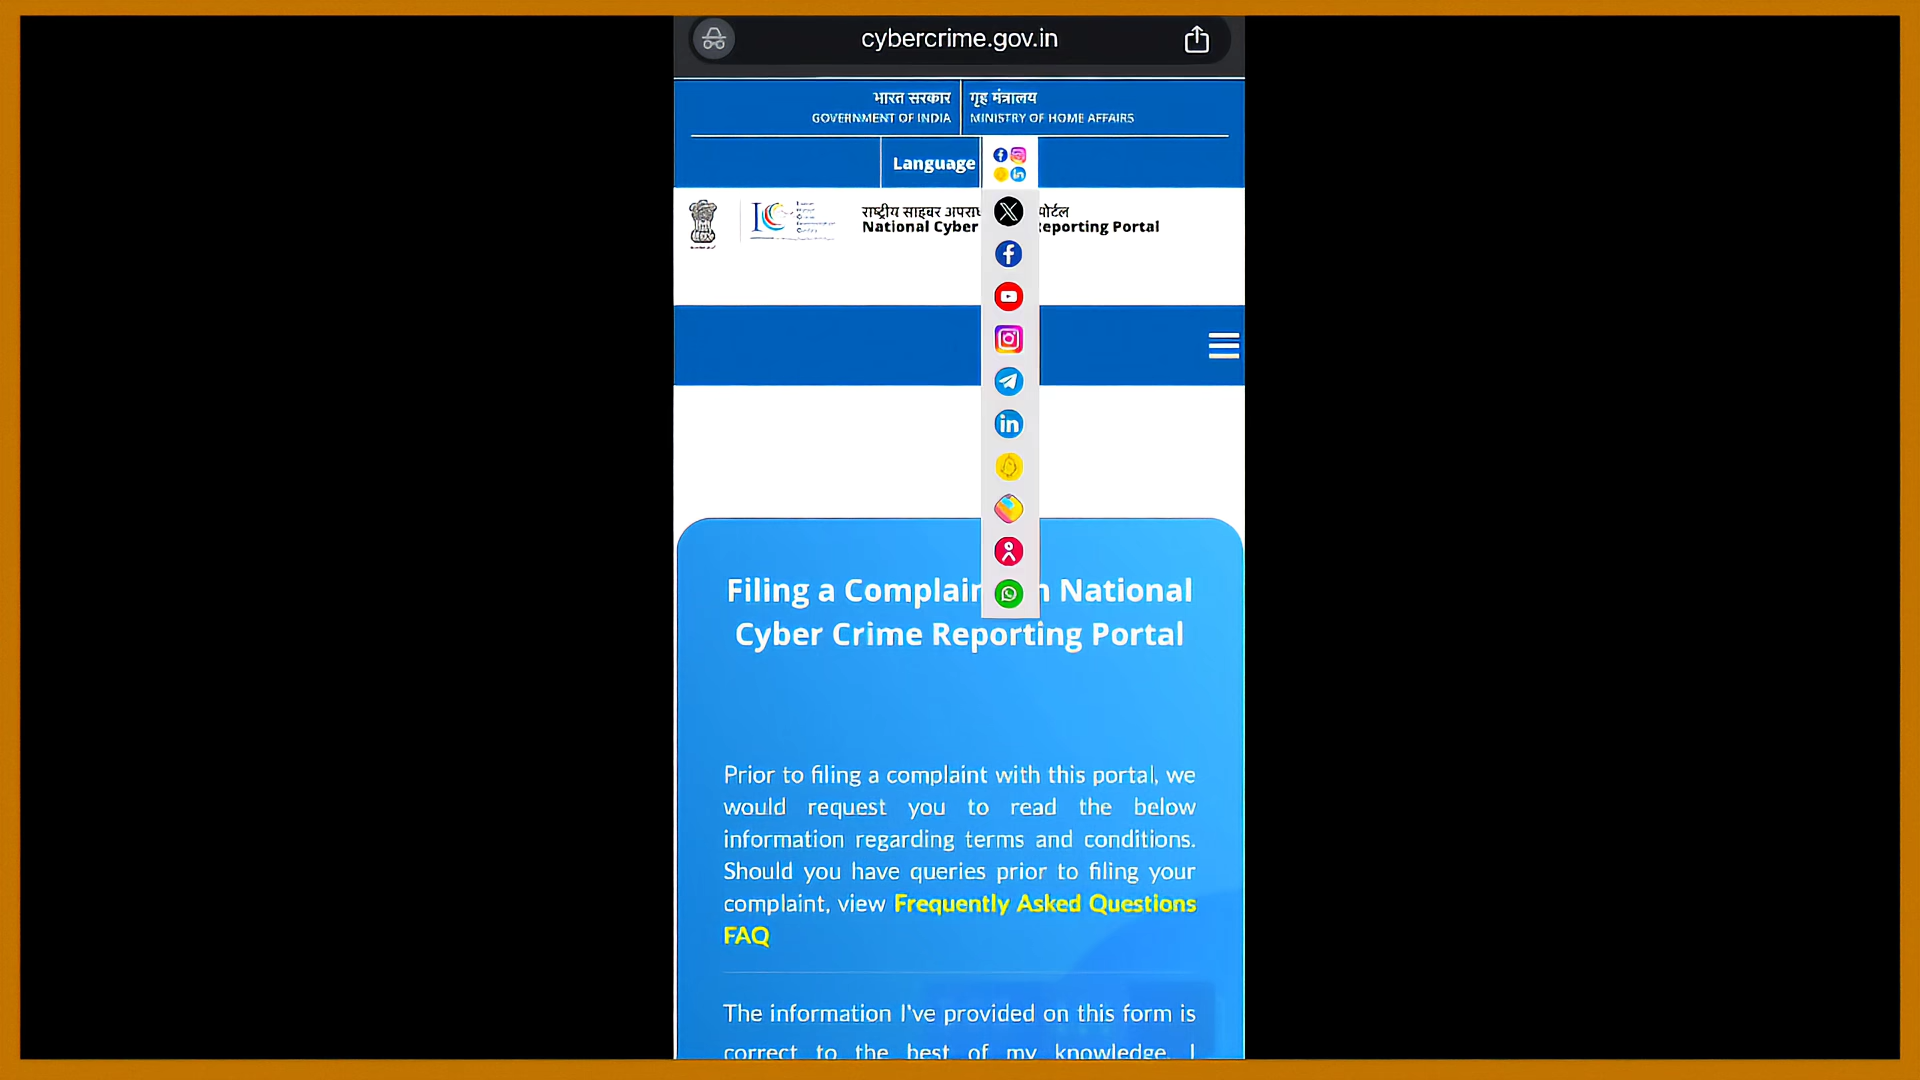 cybercrime.gov.in
भारत सरकार
गृह मंत्रालय
GOVERNMENT OF INDIA
MINISTRY OF HOME AFFAIRS
Language
राष्ट्रीय साइबर
National Cyber
eporting Portal
Filing a Complain
National
Cyber Crime Reporting Portal
Prior to filing a complaint with this portal, we
would request you to read the below
information regarding terms and conditions.
Should you have queries prior to filing your
complaint, view Frequently Asked Questions
FAQ
The information I've provided on this form is
correct to the best of my knowledge. I